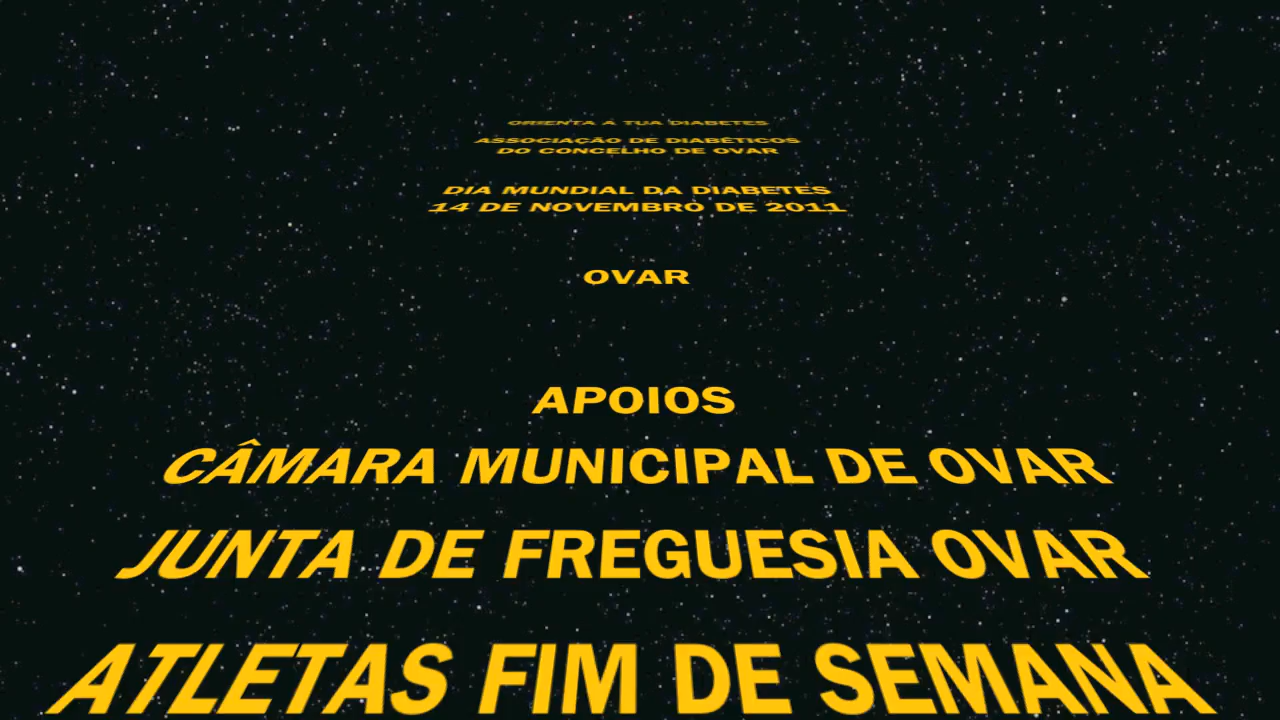 ORIENTA A TUA DIABETES
ASSOCIAÇÃO DE DIABÉTICOS
DO CONCELHO DE OVAR
DIA MUNDIAL DA DIABETES
14 DE NOVEMBRO DE 2011
OVAR
APOIOS
CÂMARA MUNICIPAL DE OVAR
JUNTA DE FREGUESIA OVAR
ATLETAS FIM DE SEMANA